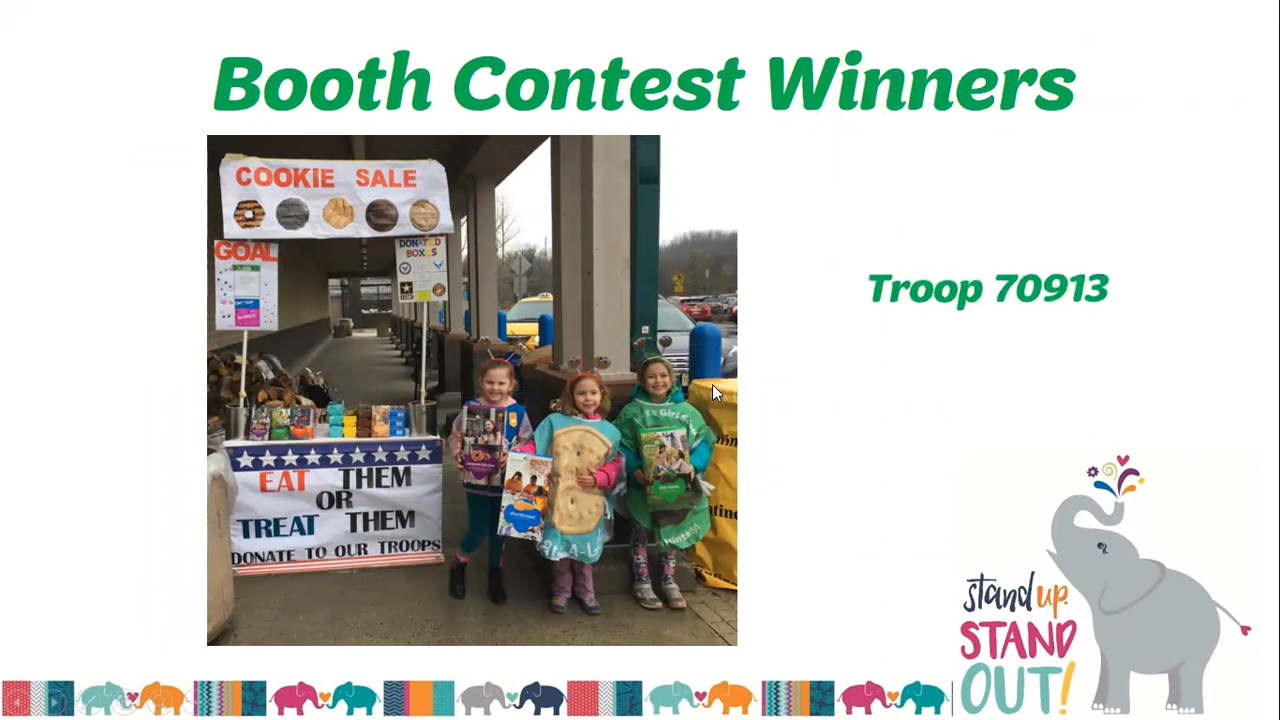 Booth Contest Winners
COOKIE SALE
GOAL
DONATED
BOXES
EAT THEM
OR
TREAT THEM
DONATE TO OUR TROOPS
Troop 70913
stand up
STAND
OUT!